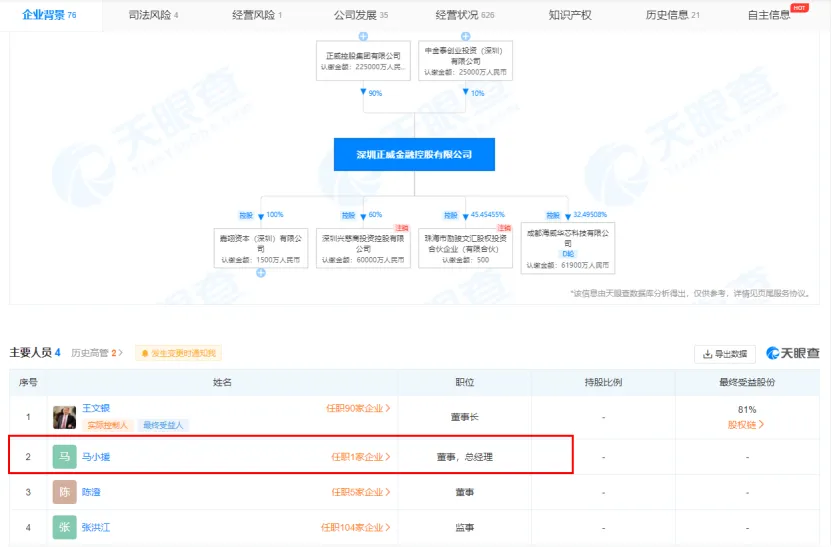 企业背景 76 司法风险 4 经营风险 1 公司发展 35 经营状况 626 知识产权 历史信息 21 自主信息 HOT
正威控股集团有限公司
认缴金额：225000万人民...
中金泰创业投资（深圳）
有限公司
认缴金额：25000万人民币
90% 10%
深圳正威金融控股有限公司
控股 100% 控股 60% 控股 45.45455% 控股 32.49508%
鑫翊资本（深圳）有限公
司
认缴金额：1500万人民币
注销
深圳兴慈善投资控股有限
公司
认缴金额：60000万人民币
注销
珠海市励骏文汇股权投资
合伙企业（有限合伙）
认缴金额：500
成都海威华芯科技有限公
司
D轮
认缴金额：61900万人民币
*该信息由天眼查数据库分析得出，仅供参考，详情见页尾服务协议。
主要人员 4 历史高管 2 > 发生变更时通知我 导出数据 天眼查
序号 姓名 职位 持股比例 最终受益股份
1 王文银 任职90家企业 > 董事长 - 81%
实际控制人 最终受益人 股权链 >
2 马 马小援 任职1家企业 > 董事，总经理 - -
3 陈 陈澄 任职5家企业 > 董事 - -
4 张 张洪江 任职104家企业 > 监事 - -
天眼查
天眼查
天眼查